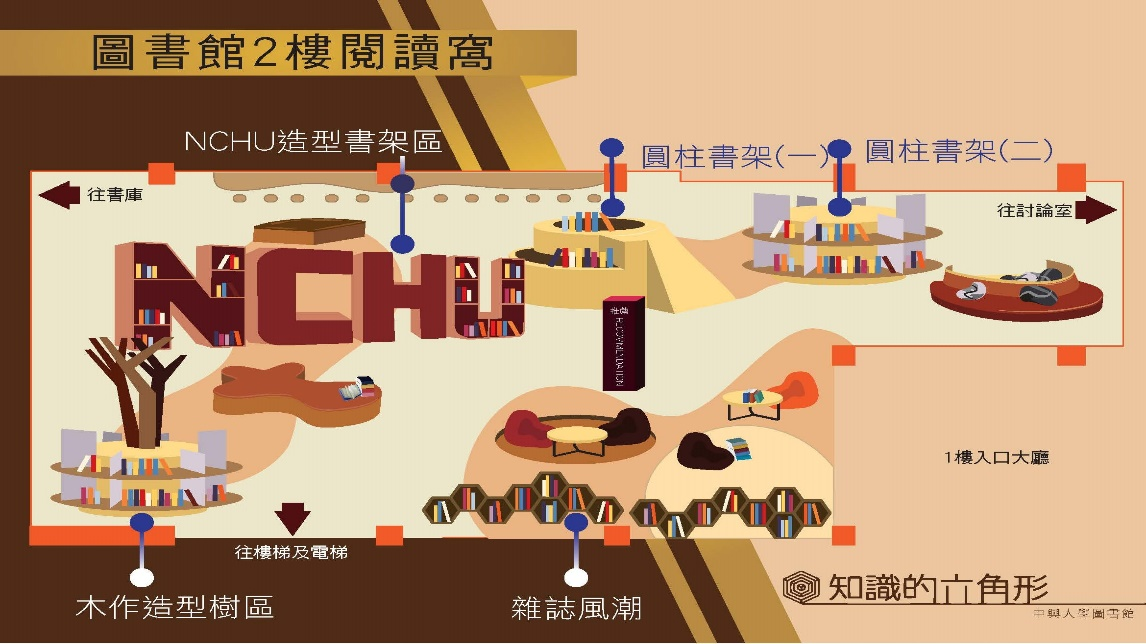 圖書館2樓閱讀窩
NCHU造型書架區
圓柱書架(一)
圓柱書架(二)
往書庫
往討論室
NCHU
RECOMMENDATION
1樓入口大廳
往樓梯及電梯
木作造型樹區
雜誌風潮
知識的六角形
中興大學圖書館